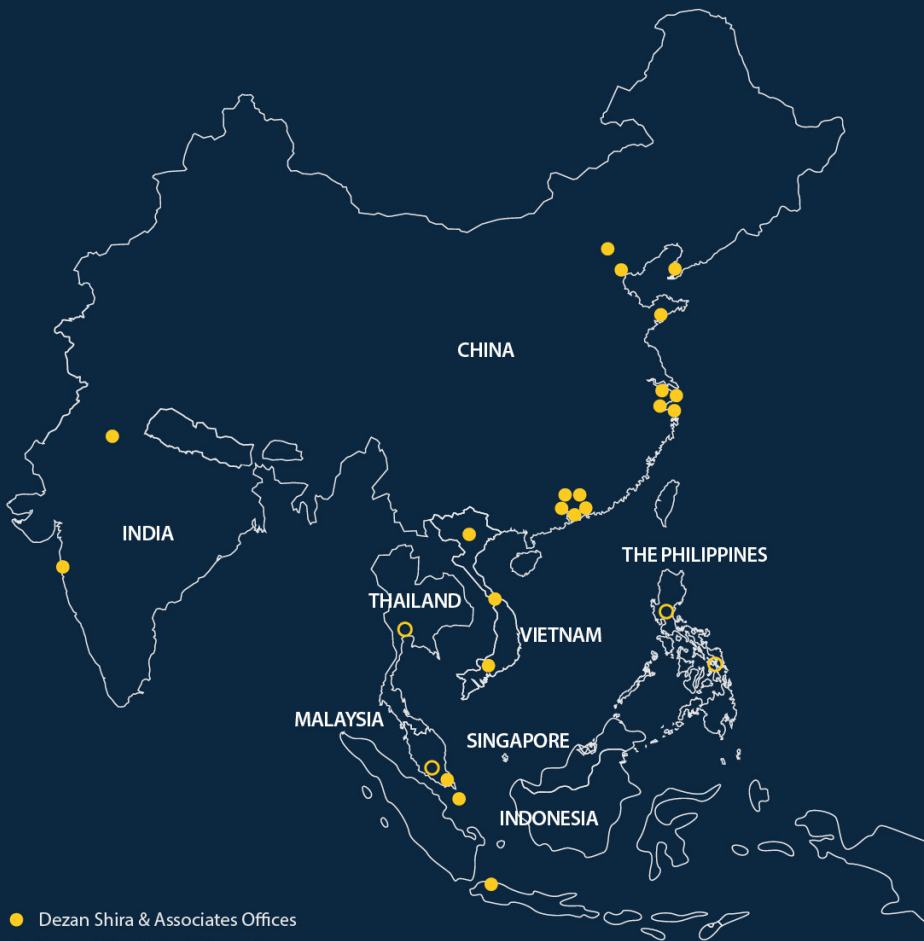 CHINA
INDIA
THE PHILIPPINES
THAILAND
VIETNAM
MALAYSIA
SINGAPORE
INDONESIA
Dezan Shira & Associates Offices